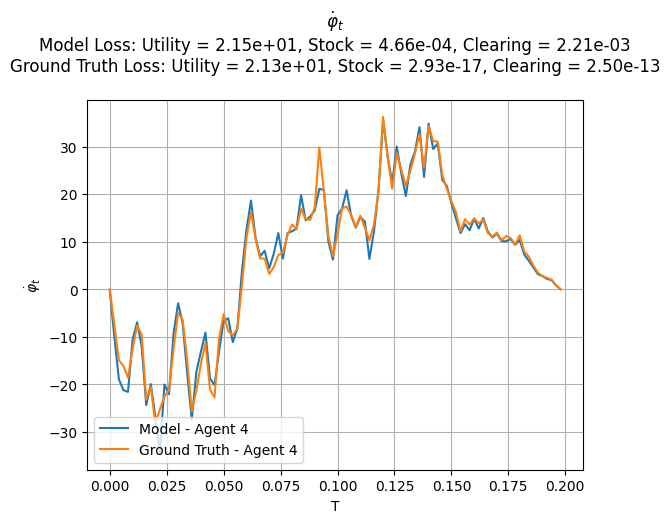 φ̇ₜ
Model Loss: Utility = 2.15e+01, Stock = 4.66e-04, Clearing = 2.21e-03
Ground Truth Loss: Utility = 2.13e+01, Stock = 2.93e-17, Clearing = 2.50e-13
30
20
10
0
−10
−20
−30
φ̇ₜ
Model - Agent 4
Ground Truth - Agent 4
0.000 0.025 0.050 0.075 0.100 0.125 0.150 0.175 0.200
T